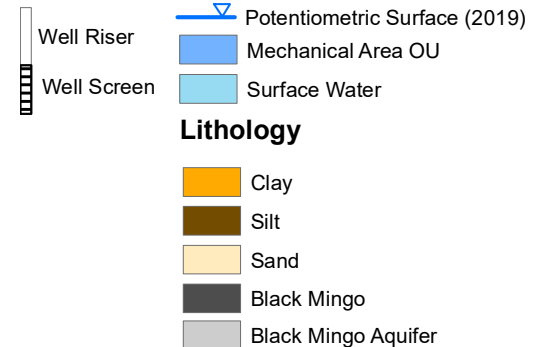 Well Riser
Well Screen
Potentiometric Surface (2019)
Mechanical Area OU
Surface Water
Lithology
Clay
Silt
Sand
Black Mingo
Black Mingo Aquifer